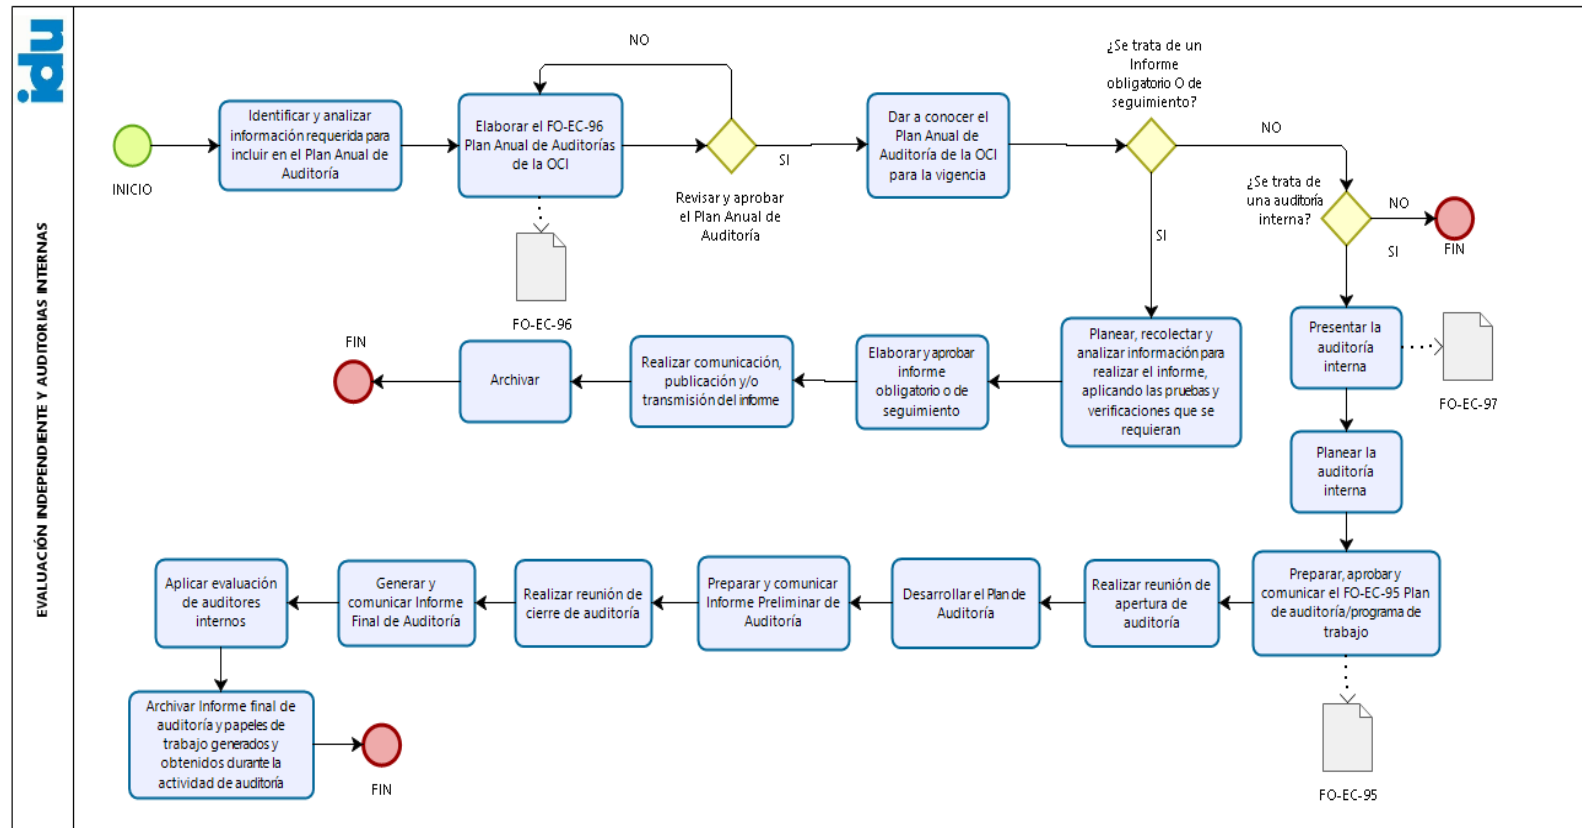 idu
EVALUACIÓN INDEPENDIENTE Y AUDITORIAS INTERNAS
INICIO
Identificar y analizar
información requerida para
incluir en el Plan Anual de
Auditoría
NO
Elaborar el FO-EC-96
Plan Anual de Auditorías
de la OCI
FO-EC-96
SI
Revisar y aprobar
el Plan Anual de
Auditoría
Dar a conocer el
Plan Anual de
Auditoría de la OCI
para la vigencia
¿Se trata de un
Informe
obligatorio O de
seguimiento?
NO
SI
¿Se trata de
una auditoría
interna?
NO
SI
FIN
Presentar la
auditoría
interna
FO-EC-97
Planear la
auditoría
interna
Planear, recolectar y
analizar información para
realizar el informe,
aplicando las pruebas y
verificaciones que se
requieran
Elaborar y aprobar
informe
obligatorio o de
seguimiento
Realizar comunicación,
publicación y/o
transmisión del informe
Archivar
FIN
Preparar, aprobar y
comunicar el FO-EC-95 Plan
de auditoría/programa de
trabajo
FO-EC-95
Realizar reunión de
apertura de
auditoría
Desarrollar el Plan de
Auditoría
Preparar y comunicar
Informe Preliminar de
Auditoría
Realizar reunión de
cierre de auditoría
Generar y
comunicar Informe
Final de Auditoría
Aplicar evaluación
de auditores
internos
Archivar Informe final de
auditoría y papeles de
trabajo generados y
obtenidos durante la
actividad de auditoría
FIN